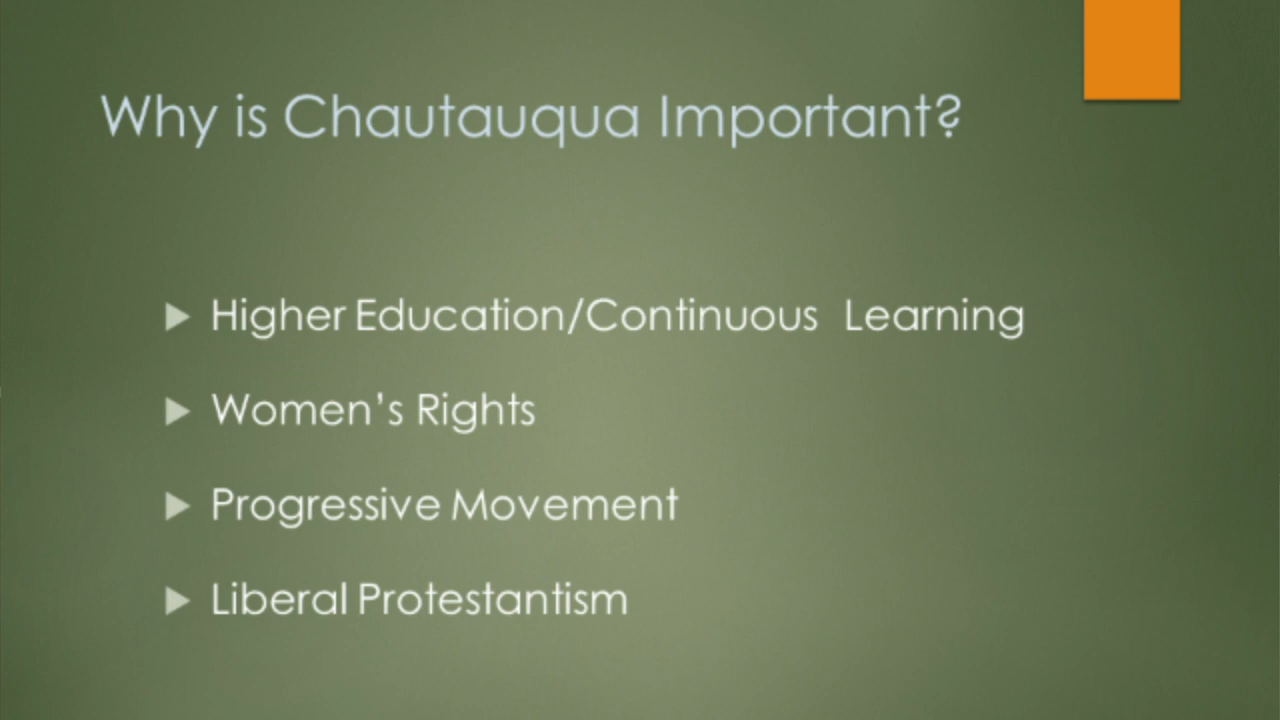 Why is Chautauqua Important?
Higher Education/Continuous Learning
Women's Rights
Progressive Movement
Liberal Protestantism